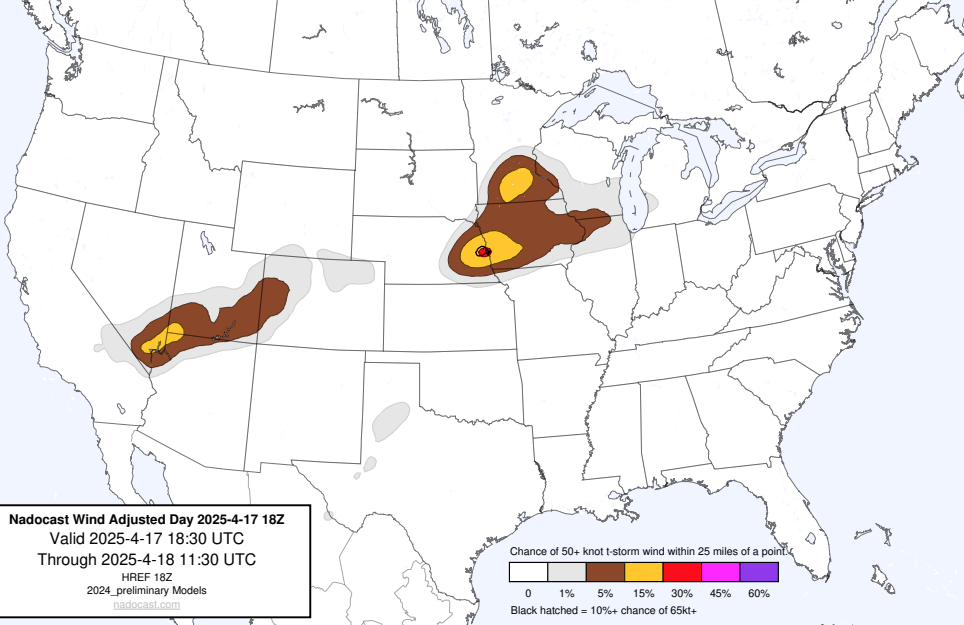 Nadocast Wind Adjusted Day 2025-4-17 18Z
Valid 2025-4-17 18:30 UTC
Through 2025-4-18 11:30 UTC
HREF 18Z
2024_preliminary Models
nadocast.com
Chance of 50+ knot t-storm wind within 25 miles of a point.
0 1% 5% 15% 30% 45% 60%
Black hatched = 10%+ chance of 65kt+